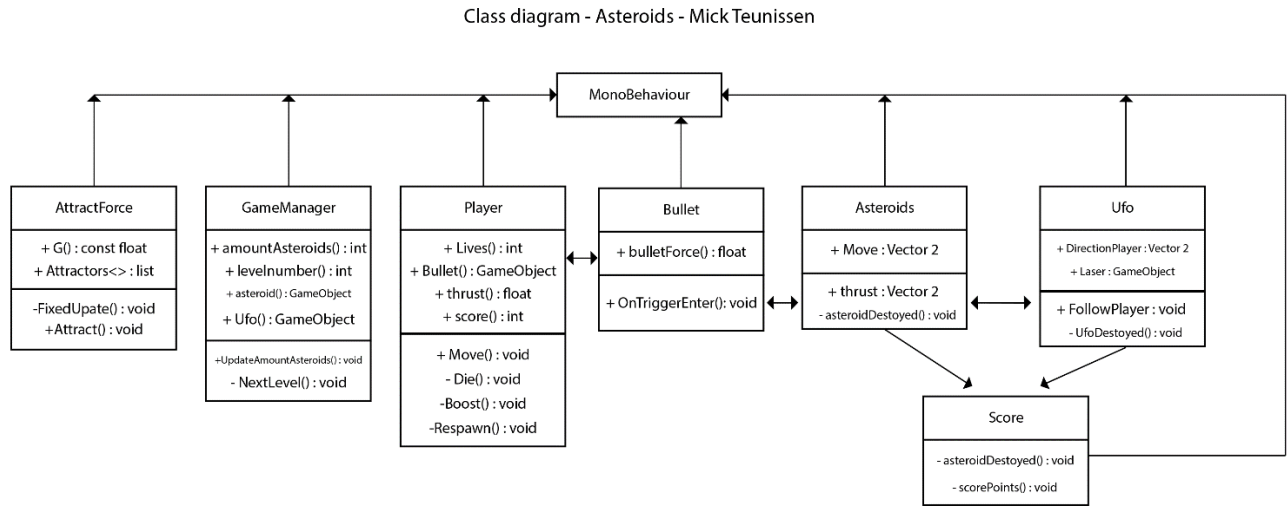 Class diagram - Asteroids - Mick Teunissen
MonoBehaviour
AttractForce
+ G() : const float
+ Attractors<> : list
-FixedUpate() : void
+Attract() : void
GameManager
+ amountAsteroids() : int
+ levelnumber() : int
+ asteroid() : GameObject
+ Ufo() : GameObject
+UpdateAmountAsteroids() : void
- NextLevel() : void
Player
+ Lives() : int
+ Bullet() : GameObject
+ thrust() : float
+ score() : int
+ Move() : void
- Die() : void
-Boost() : void
-Respawn() : void
Bullet
+ bulletForce() : float
+ OnTriggerEnter() : void
Asteroids
+ Move : Vector 2
+ thrust : Vector 2
- asteroidDestoyed() : void
Ufo
+ DirectionPlayer : Vector 2
+ Laser : GameObject
+ FollowPlayer : void
- UfoDestoyed() : void
Score
- asteroidDestoyed() : void
- scorePoints() : void